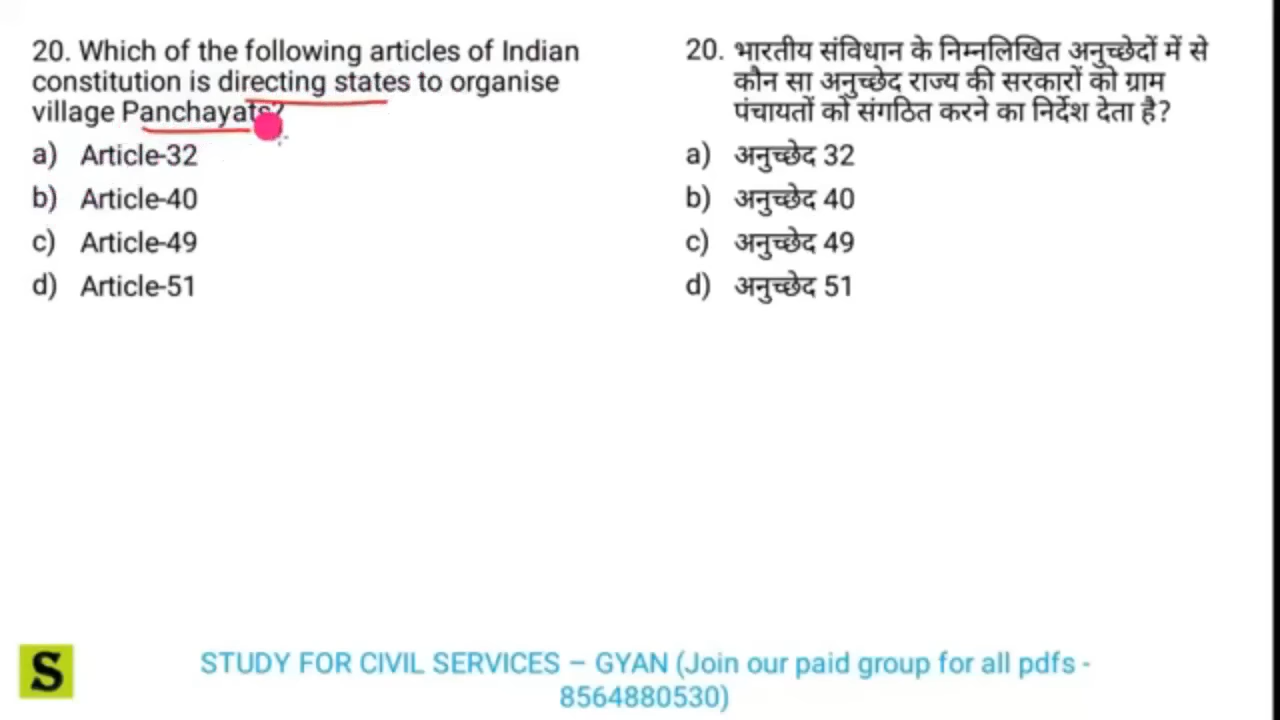 20. Which of the following articles of Indian
constitution is directing states to organise
village Panchayats?
a) Article-32
b) Article-40
c) Article-49
d) Article-51
20. भारतीय संविधान के निम्नलिखित अनुच्छेदों में से
कौन सा अनुच्छेद राज्य की सरकारों को ग्राम
पंचायतों को संगठित करने का निर्देश देता है?
a) अनुच्छेद 32
b) अनुच्छेद 40
c) अनुच्छेद 49
d) अनुच्छेद 51
S
STUDY FOR CIVIL SERVICES – GYAN (Join our paid group for all pdfs -
8564880530)